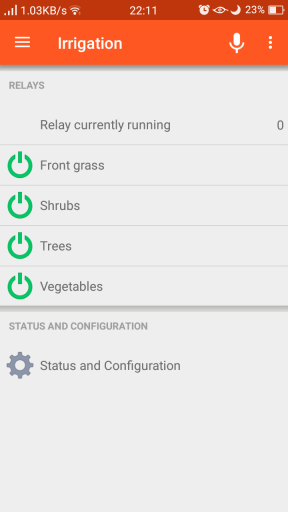 1.03KB/s 22:11 23%
Irrigation
RELAYS
Relay currently running 0
Front grass
Shrubs
Trees
Vegetables
STATUS AND CONFIGURATION
Status and Configuration